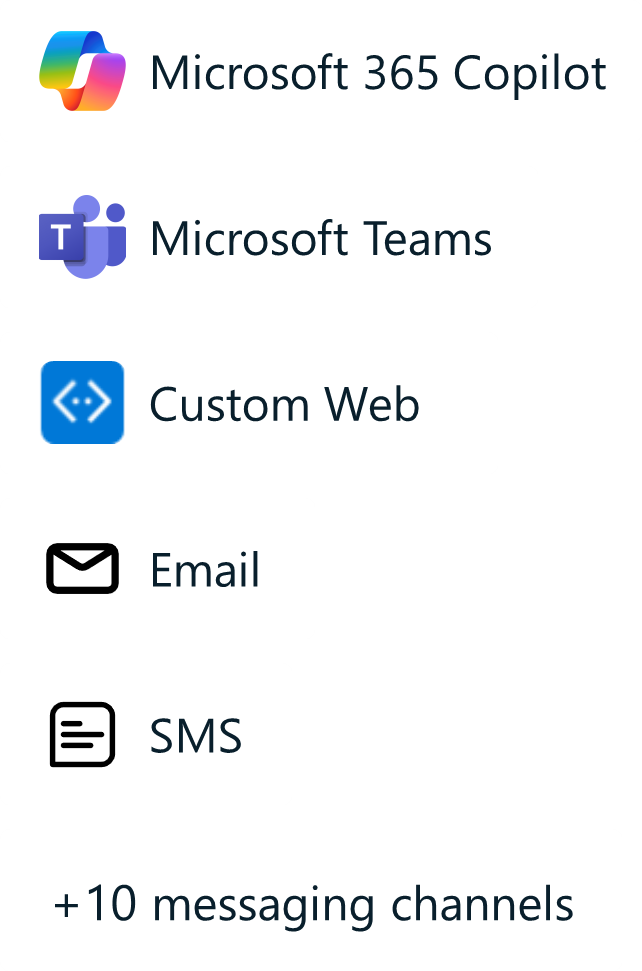 Microsoft 365 Copilot
T
Microsoft Teams
Custom Web
Email
SMS
+10 messaging channels